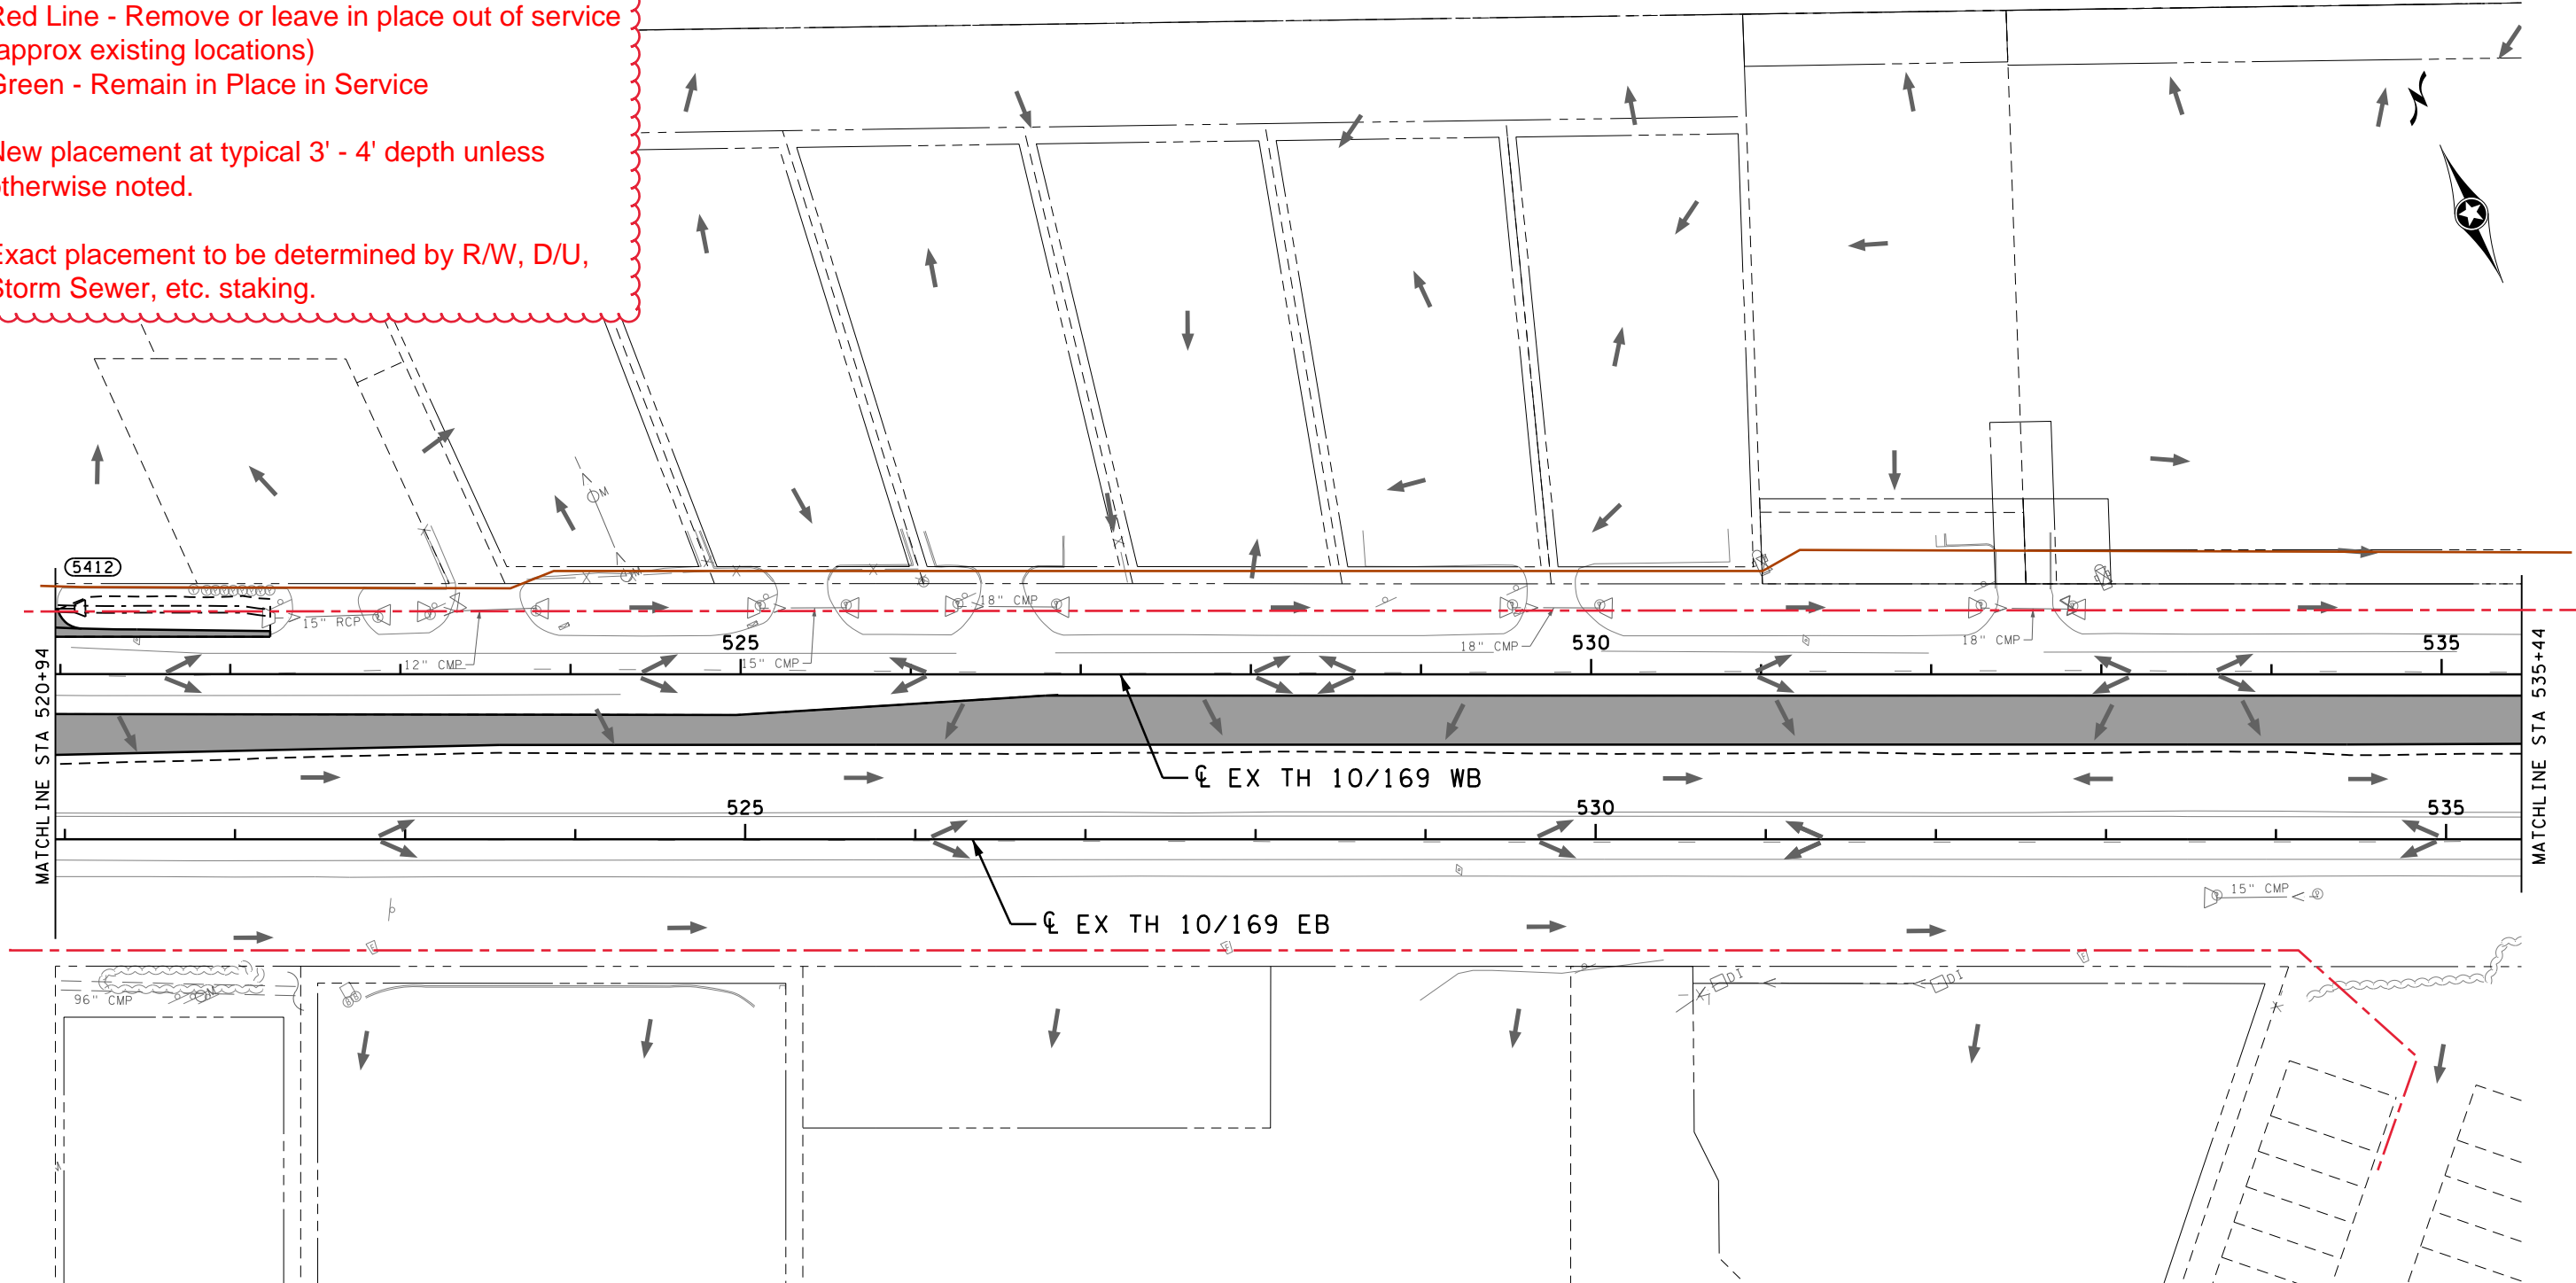 Red Line - Remove or leave in place out of service
approx existing locations)
Green - Remain in Place in Service
New placement at typical 3' - 4' depth unless
otherwise noted.
Exact placement to be determined by R/W, D/U,
Storm Sewer, etc. staking.
5412
M
M
15" RCP
18" CMP
12" CMP
15" CMP
18" CMP
18" CMP
525
530
535
MATCHLINE STA 520+94
MATCHLINE STA 535+44
℄ EX TH 10/169 WB
525
530
535
℄ EX TH 10/169 EB
15" CMP
96" CMP
M
DI
DI